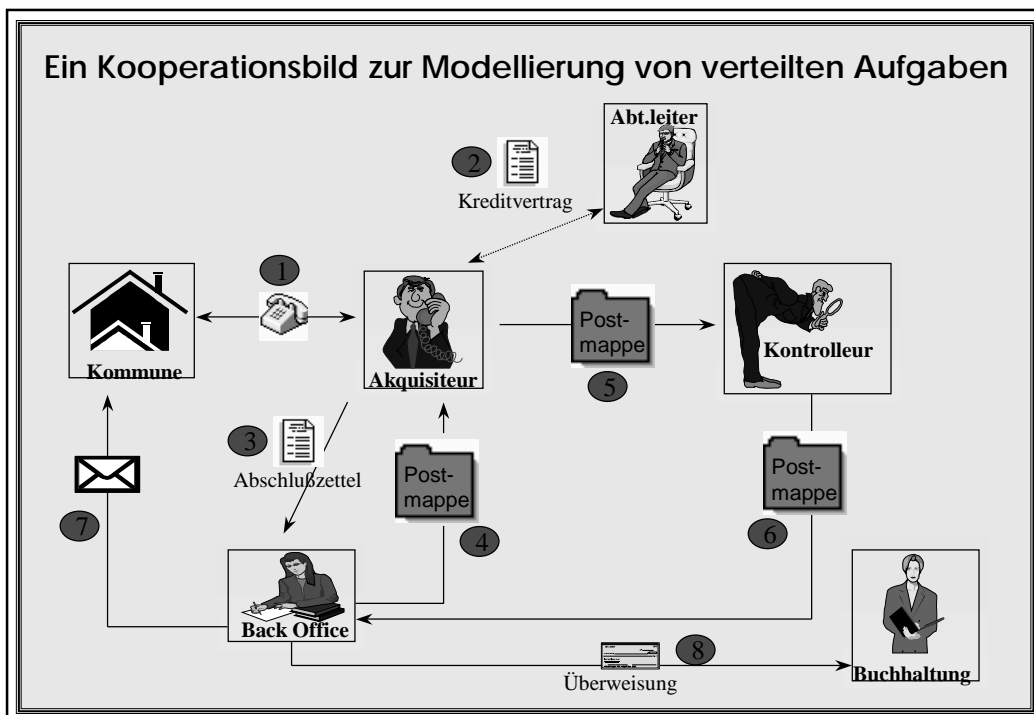 Ein Kooperationsbild zur Modellierung von verteilten Aufgaben
Abt.leiter
2
Kreditvertrag
1
Kommune
Akquisiteur
Post-
mappe
5
Kontrolleur
3
Abschlußzettel
Post-
mappe
4
Post-
mappe
6
7
Back Office
8
Überweisung
Buchhaltung